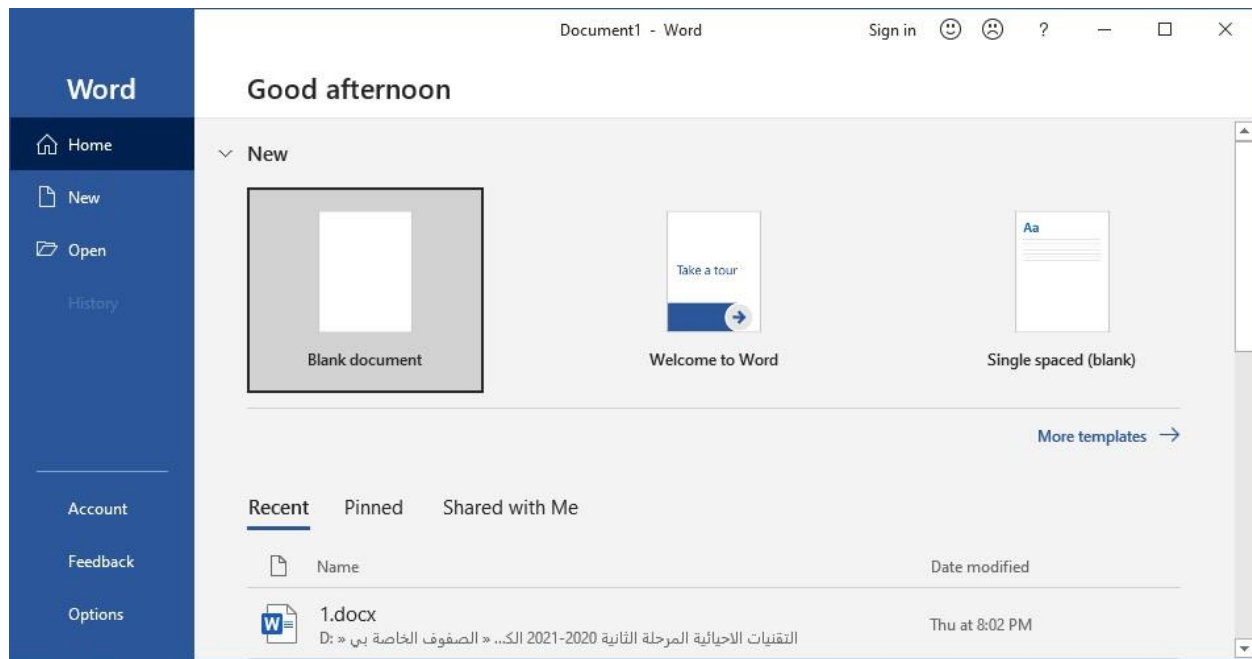 Document1 - Word Sign in ?
Word
Good afternoon
Home
New
New
Open
History
Aa
Take a tour
Blank document
Welcome to Word
Single spaced (blank)
More templates
Recent Pinned Shared with Me
Account
Feedback
Name Date modified
Options
W
1.docx
D: » الصفوف الخاصة بي » ...التقنيات الاحيائية المرحلة الثانية 2020-2021 الكـ
Thu at 8:02 PM